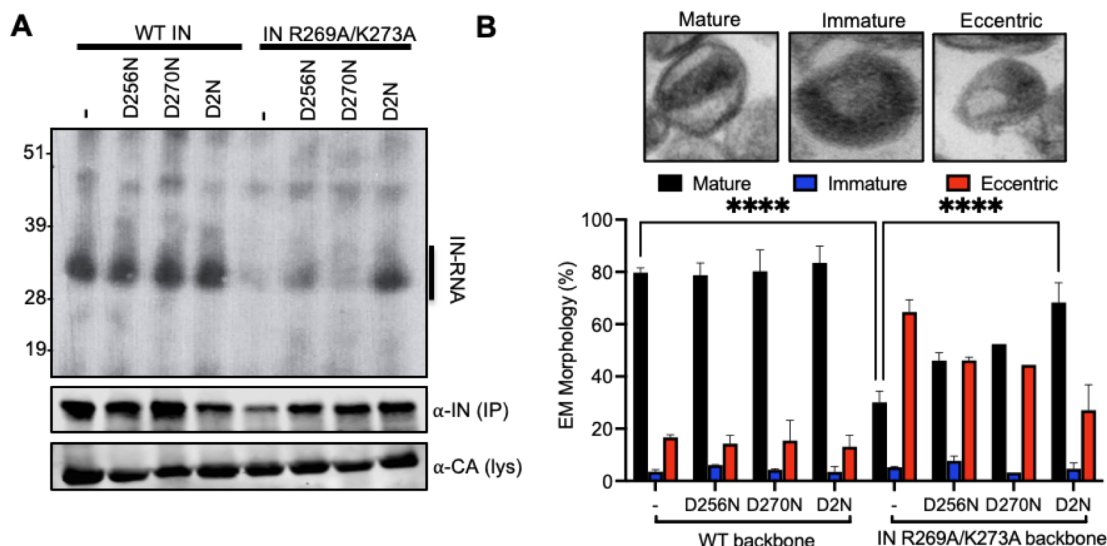 A
WT IN
IN R269A/K273A
-
D256N
D270N
D2N
-
D256N
D270N
D2N
51-
39-
28-
19-
IN-RNA
α-IN (IP)
α-CA (lys)
B
Mature
Immature
Eccentric
Mature
Immature
Eccentric
EM Morphology (%)
100
80
60
40
20
0
****
****
-
D256N
D270N
D2N
-
D256N
D270N
D2N
WT backbone
IN R269A/K273A backbone